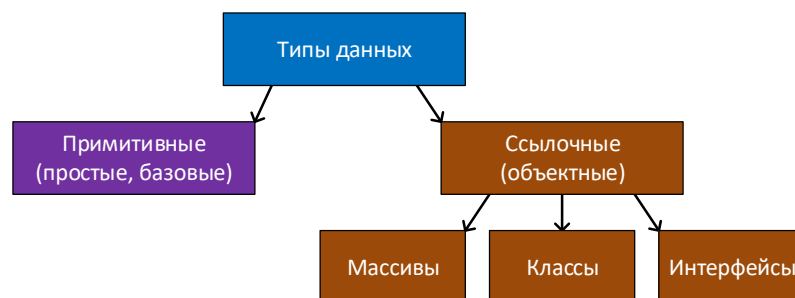 Типы данных
Примитивные
(простые, базовые)
Ссылочные
(объектные)
Массивы
Классы
Интерфейсы